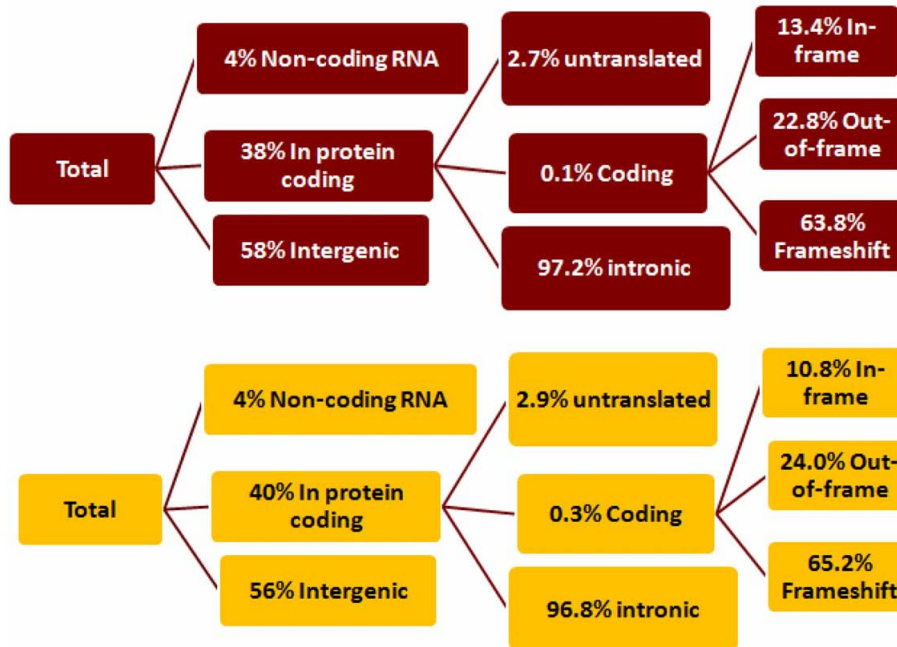 Total
4% Non-coding RNA
38% In protein
coding
58% Intergenic
2.7% untranslated
0.1% Coding
97.2% intronic
13.4% In-
frame
22.8% Out-
of-frame
63.8%
Frameshift
Total
4% Non-coding RNA
40% In protein
coding
56% Intergenic
2.9% untranslated
0.3% Coding
96.8% intronic
10.8% In-
frame
24.0% Out-
of-frame
65.2%
Frameshift